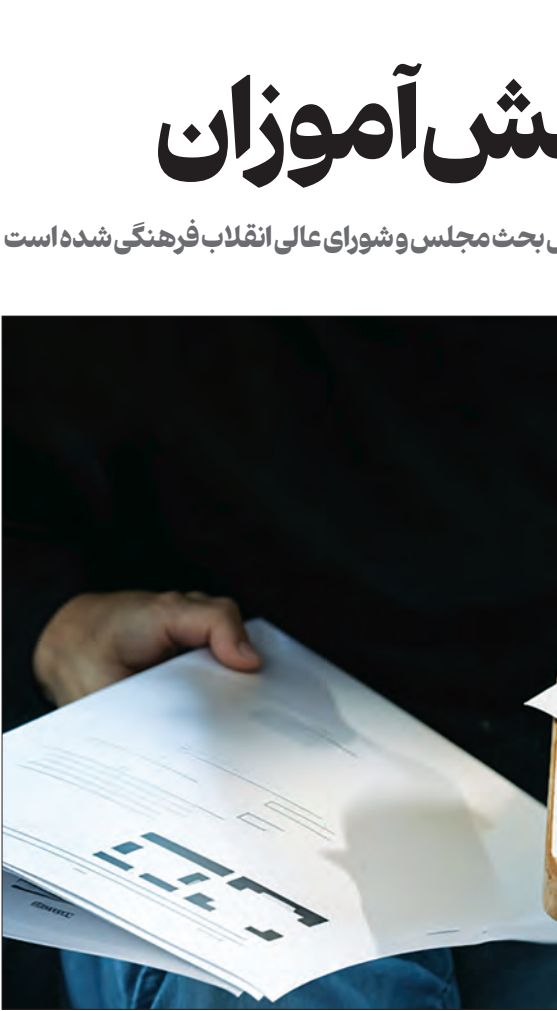 ش‌آموزان
بحث مجلس و شورای عالی انقلاب فرهنگی شده است